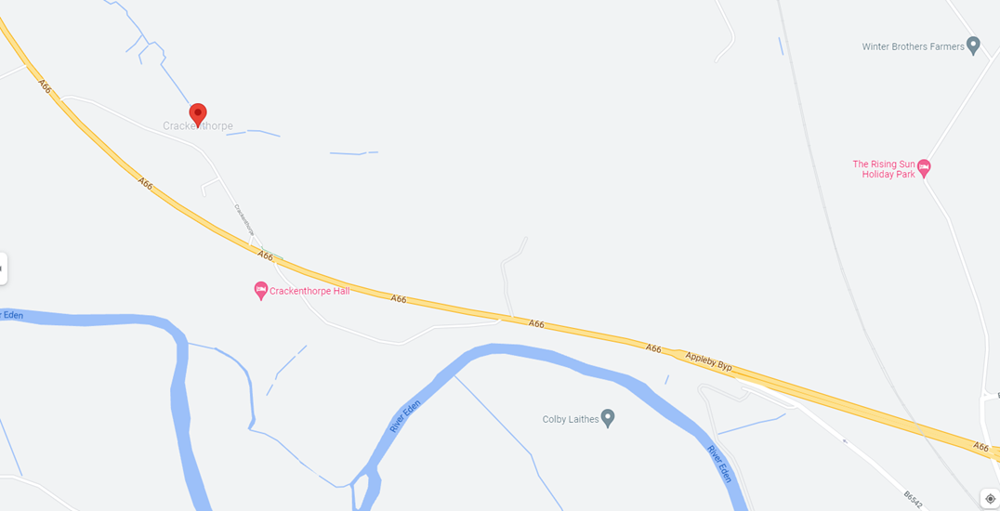 Winter Brothers Farmers
A66
Crackenthorpe
The Rising Sun
Holiday Park
A66
Crackenthorpe
A66
Crackenthorpe Hall
A66
r Eden
A66
A66
Appleby Byp
River Eden
Colby Laithes
A66
River Eden
B6542